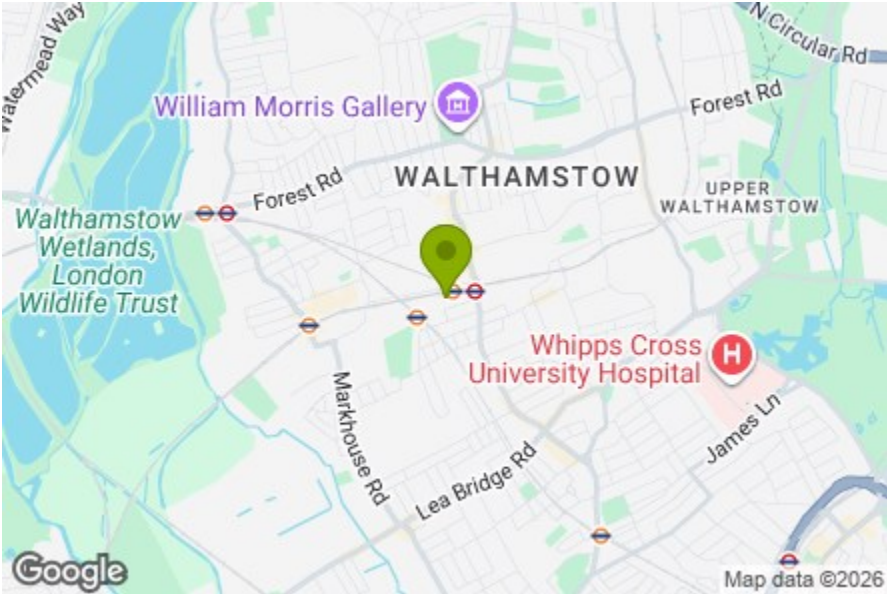 Watermead Way
N Circular Rd
William Morris Gallery
Forest Rd
Forest Rd
WALTHAMSTOW
UPPER
WALTHAMSTOW
Walthamstow
Wetlands,
London
Wildlife Trust
Whipps Cross
University Hospital
H
Markhouse Rd
James Ln
Lea Bridge Rd
Google
Map data ©2026